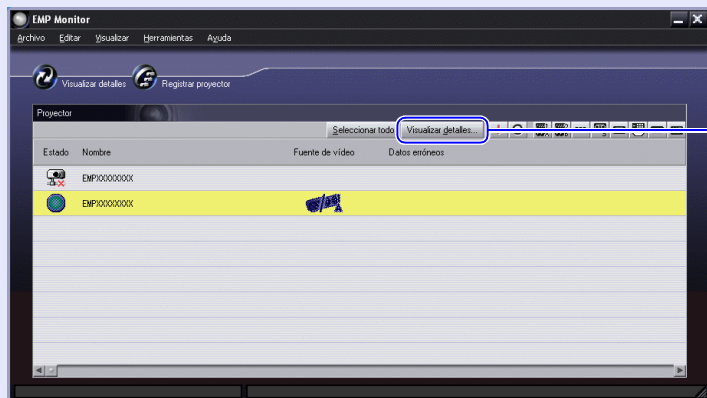 EMP Monitor
Archivo Editar Visualizar Herramientas Ayuda
Visualizar detalles Registrar proyector
Proyector
Seleccionar todo Visualizar detalles...
Estado Nombre Fuente de vídeo Datos erróneos
EMPXXXXXXXX
EMPXXXXXXXX